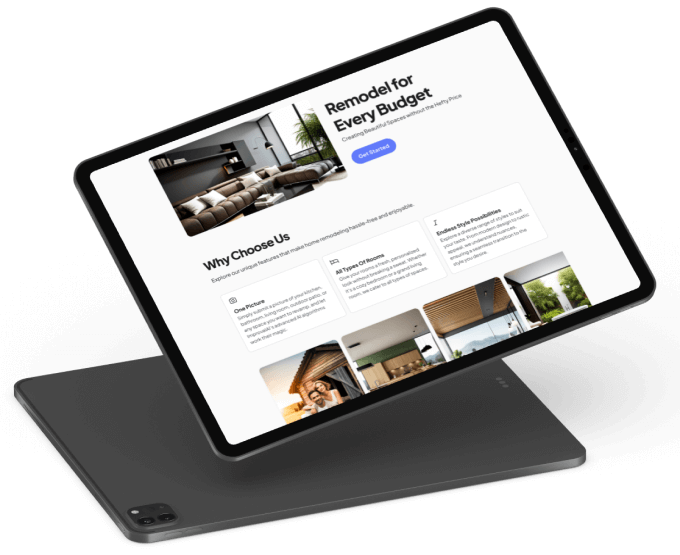 Remodel for
Every Budget
Creating Beautiful Spaces without the Hefty Price
Get Started
Why Choose Us
Explore our unique features that make home remodeling hassle-free and enjoyable.
One Picture
Simply submit a picture of your kitchen,
bathroom, living room, outdoor patio, or
any space you want to revamp, and let
ImproveAI's advanced AI algorithms
work their magic.
All Types Of Rooms
Give your rooms a fresh, personalized
look without breaking a sweat. Whether
it's a cozy bedroom or a grand living
room, we cater to all types of spaces.
Endless Style Possibilities
Explore a diverse range of styles to suit
your taste. From modern design to rustic
appeal, we understand nuances,
ensuring a seamless transition to the
style you desire.